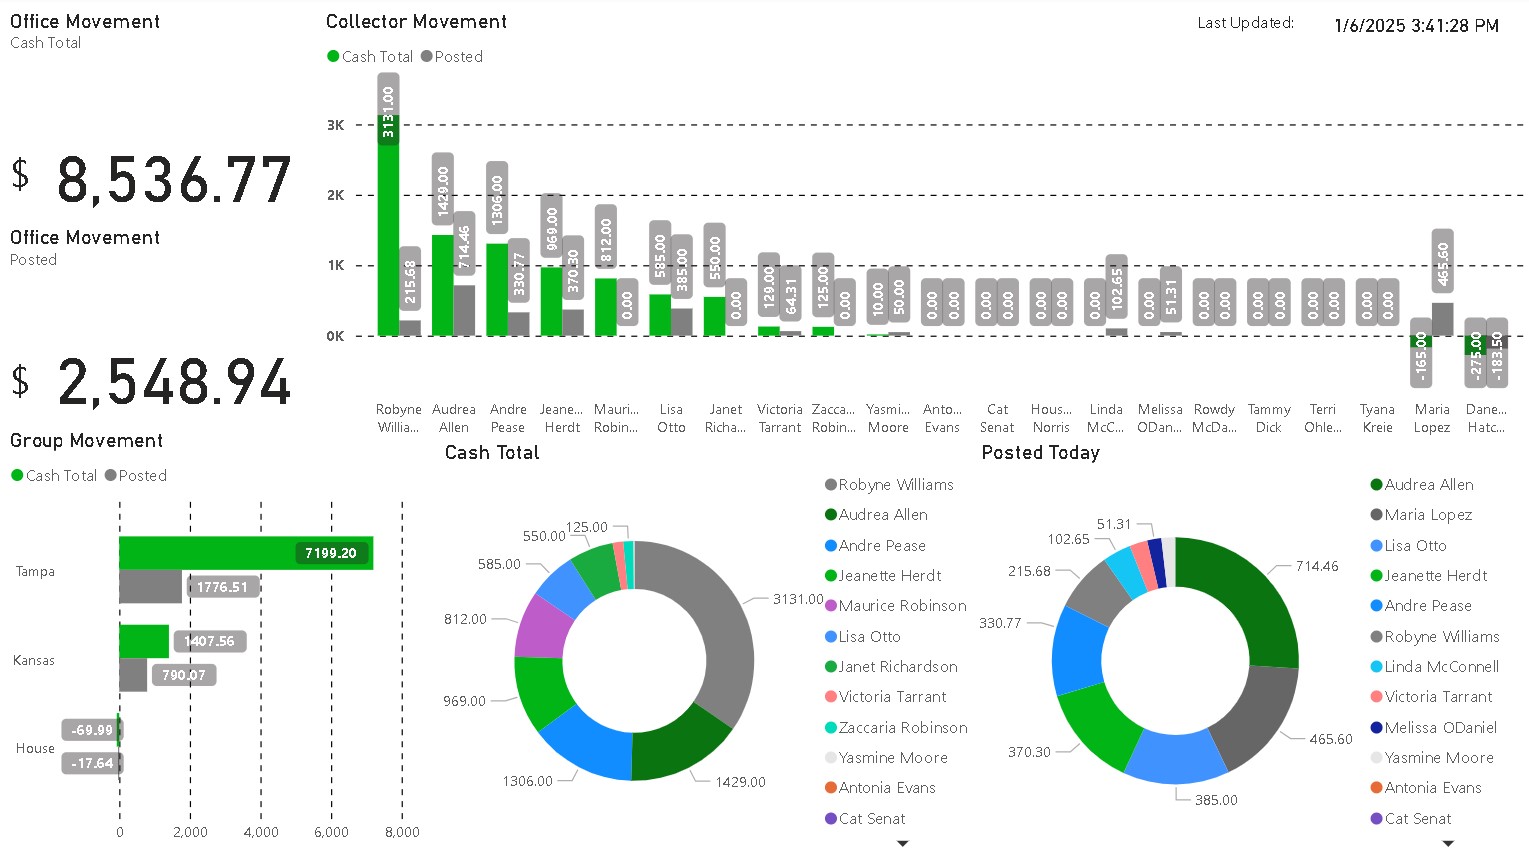 Office Movement
Cash Total
$ 8,536.77
Office Movement
Posted
$ 2,548.94
Collector Movement
Last Updated: 1/6/2025 3:41:28 PM
Cash Total Posted
3K
2K
1K
0K
3131.00 215.68 1429.00 714.46 1306.00 330.77 969.00 370.30 812.00 0.00 585.00 385.00 550.00 0.00 129.00 64.31 125.00 0.00 10.00 50.00 0.00 0.00 0.00 0.00 0.00 0.00 0.00 102.65 0.00 51.31 0.00 0.00 0.00 0.00 0.00 0.00 0.00 0.00 -165.00 465.60 -275.00 -183.50
Robyne Willia...
Audrea Allen
Andre Pease
Jeane... Herdt
Mauri... Robin...
Lisa Otto
Janet Richa...
Victoria Tarrant
Zacca... Robin...
Yasmi... Moore
Anto... Evans
Cat Senat
Hous... Norris
Linda McC...
Melissa ODan...
Rowdy McDa...
Tammy Dick
Terri Ohle...
Tyana Kreie
Maria Lopez
Dane... Hatc...
Group Movement
Cash Total Posted
Tampa
7199.20
1776.51
Kansas
1407.56
790.07
House
-69.99
-17.64
0 2,000 4,000 6,000 8,000
Cash Total
3131.00
1429.00
1306.00
969.00
812.00
585.00
550.00
125.00
Robyne Williams
Audrea Allen
Andre Pease
Jeanette Herdt
Maurice Robinson
Lisa Otto
Janet Richardson
Victoria Tarrant
Zaccaria Robinson
Yasmine Moore
Antonia Evans
Cat Senat
Posted Today
714.46
465.60
385.00
370.30
330.77
215.68
102.65
51.31
Audrea Allen
Maria Lopez
Lisa Otto
Jeanette Herdt
Andre Pease
Robyne Williams
Linda McConnell
Victoria Tarrant
Melissa ODaniel
Yasmine Moore
Antonia Evans
Cat Senat